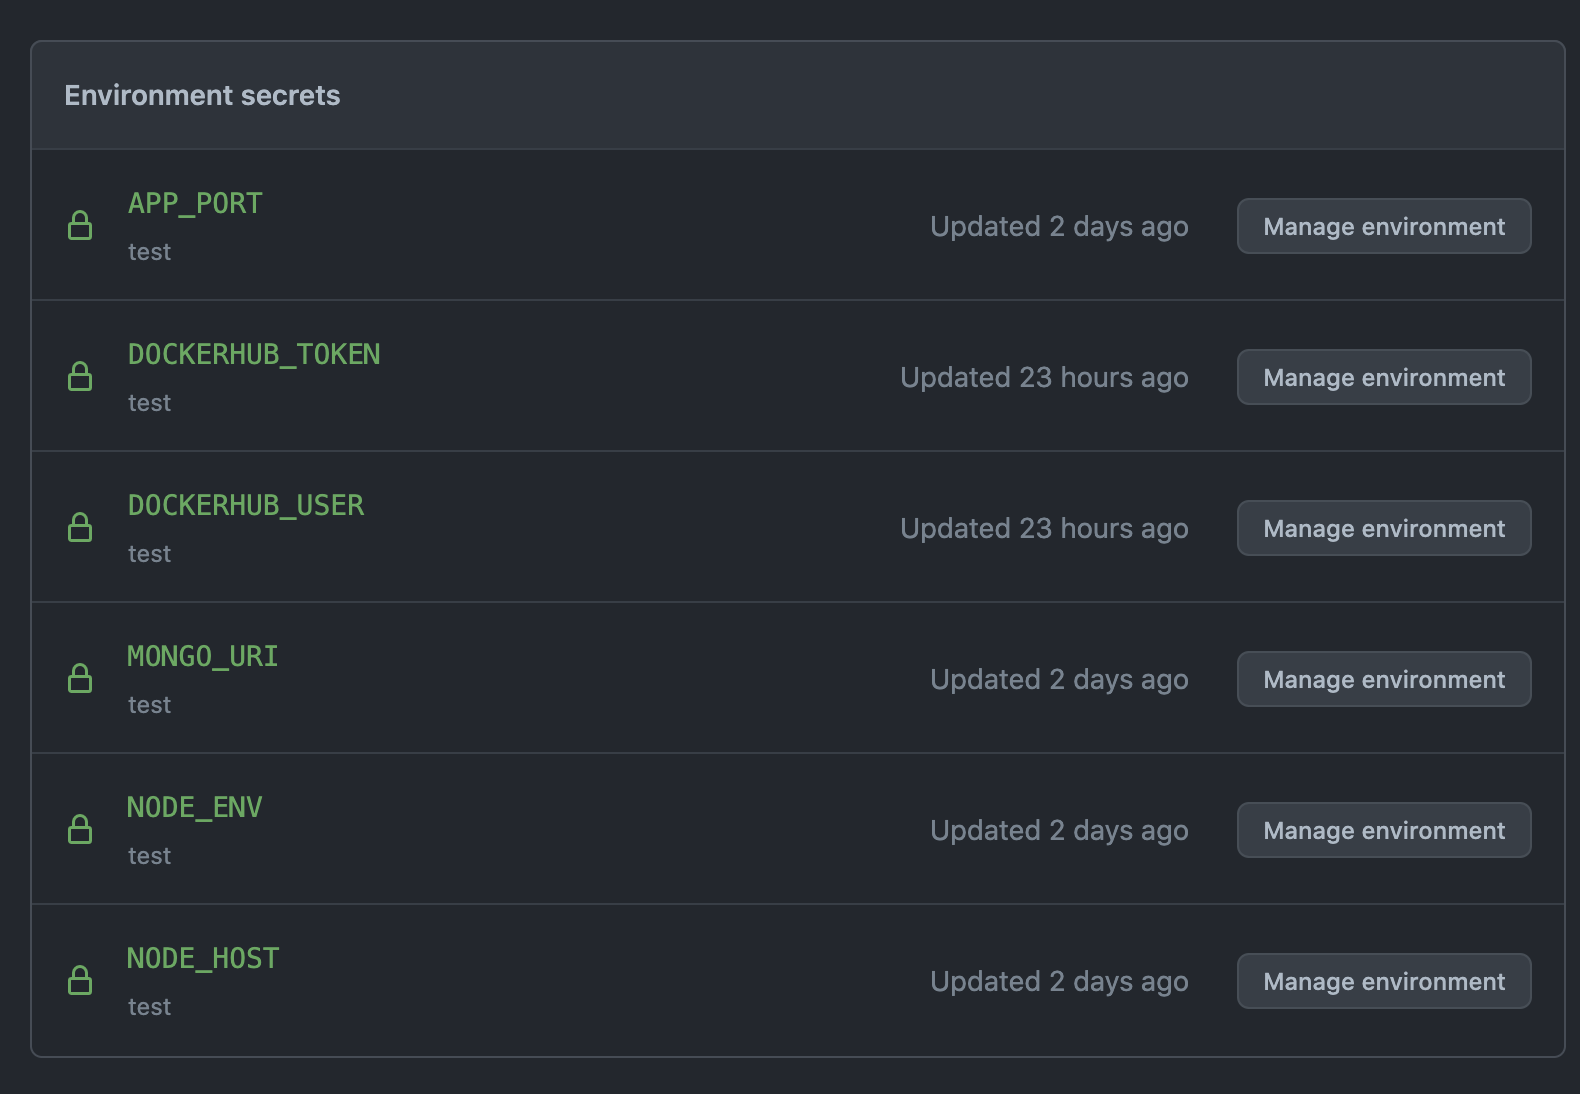 Environment secrets
APP_PORT
test
Updated 2 days ago
Manage environment
DOCKERHUB_TOKEN
test
Updated 23 hours ago
Manage environment
DOCKERHUB_USER
test
Updated 23 hours ago
Manage environment
MONGO_URI
test
Updated 2 days ago
Manage environment
NODE_ENV
test
Updated 2 days ago
Manage environment
NODE_HOST
test
Updated 2 days ago
Manage environment